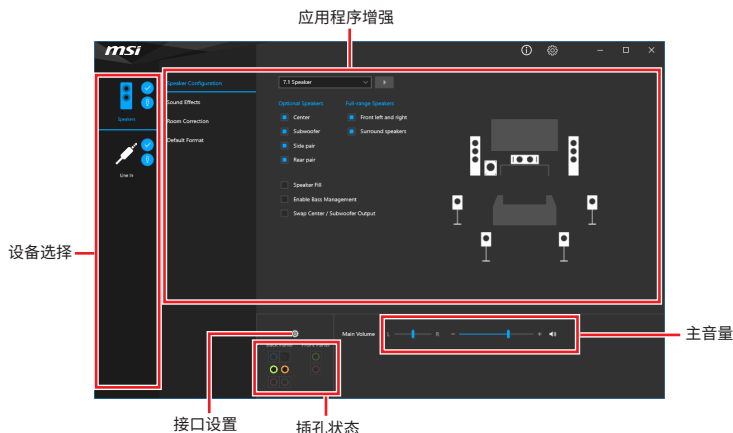 应用程序增强
msi
Speaker Configuration
Sound Effects
Room Correction
Default Format
Speakers
Line In
7.1 Speaker
Optional Speakers
Center
Subwoofer
Side pair
Rear pair
Full-range Speakers
Front left and right
Surround speakers
Speaker Fill
Enable Bass Management
Swap Center / Subwoofer Output
设备选择
Main Volume
L
R
主音量
接口设置
插孔状态